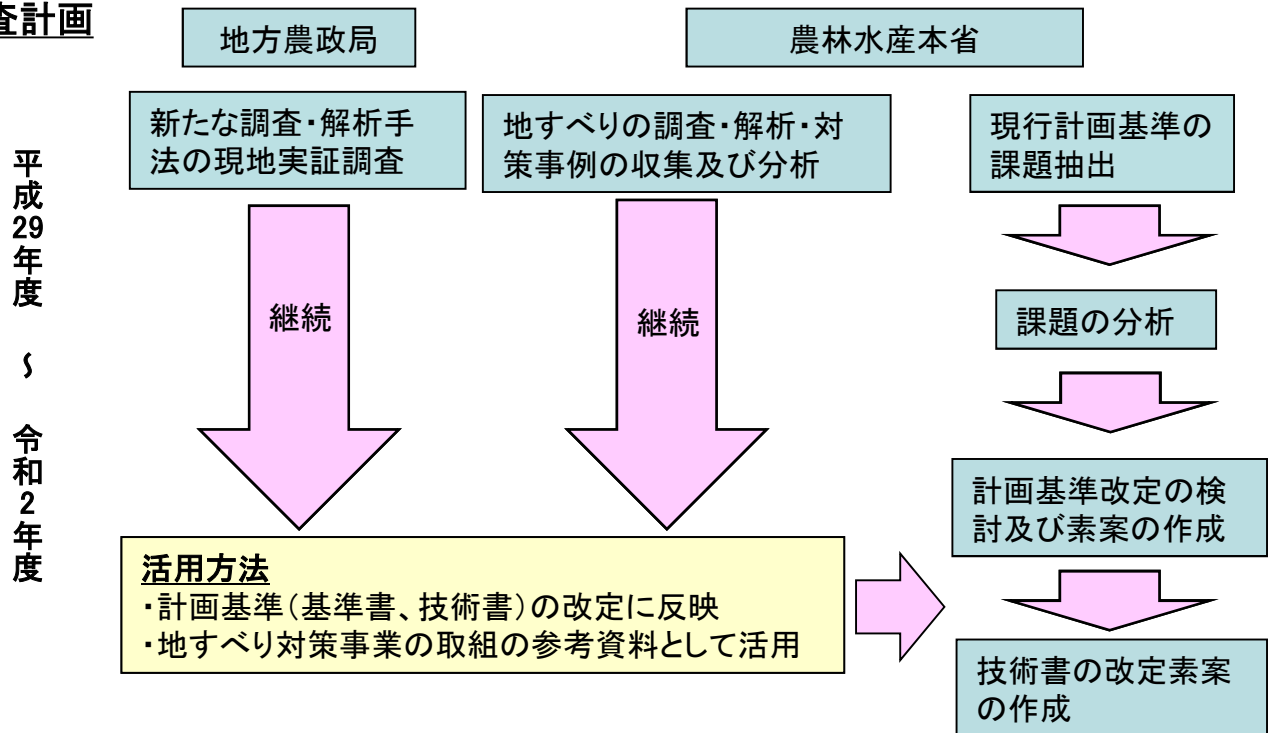 査計画
地方農政局
農林水産本省
新たな調査・解析手
法の現地実証調査
地すべりの調査・解析・対
策事例の収集及び分析
現行計画基準の
課題抽出
平成29年度 ～ 令和2年度
継続
継続
課題の分析
計画基準改定の検
討及び素案の作成
活用方法
・計画基準（基準書、技術書）の改定に反映
・地すべり対策事業の取組の参考資料として活用
技術書の改定素案
の作成